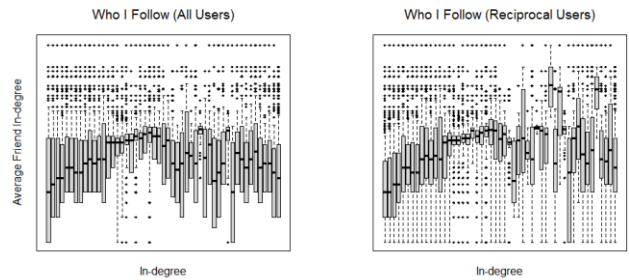 Who I Follow (All Users)
Who I Follow (Reciprocal Users)
Average Friend In-degree
In-degree
In-degree